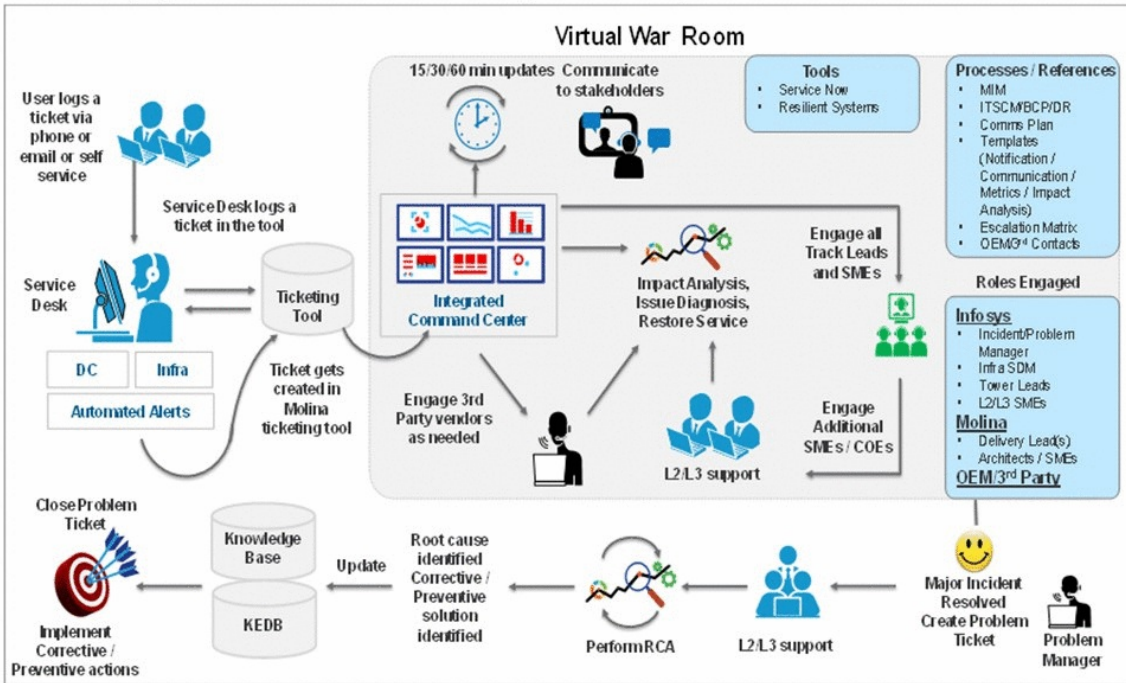 Virtual War Room
User logs a
ticket via
phone or
email or self
service
Service Desk logs a
ticket in the tool
Service
Desk
DC
Infra
Automated Alerts
Ticketing
Tool
Ticket gets
created in
Molina
ticketing tool
15/30/60 min updates
Communicate
to stakeholders
Integrated
Command Center
Engage 3rd
Party vendors
as needed
Impact Analysis,
Issue Diagnosis,
Restore Service
L2/L3 support
Engage all
Track Leads
and SMEs
Engage
Additional
SMEs / COEs
Tools
• Service Now
• Resilient Systems
Processes / References
• MIM
• ITSCM/BCP/DR
• Comms Plan
• Templates
(Notification /
Communication /
Metrics / Impact
Analysis)
• Escalation Matrix
• OEM/3rd Contacts
Roles Engaged
Infosys
• Incident/Problem
Manager
• Infra SDM
• Tower Leads
• L2/L3 SMEs
Molina
• Delivery Lead(s)
• Architects / SMEs
OEM/3rd Party
Major Incident
Resolved
Create Problem
Ticket
Problem
Manager
L2/L3 support
Perform RCA
Root cause
identified
Corrective /
Preventive
solution
identified
Update
Knowledge
Base
KEDB
Close Problem
Ticket
Implement
Corrective /
Preventive actions